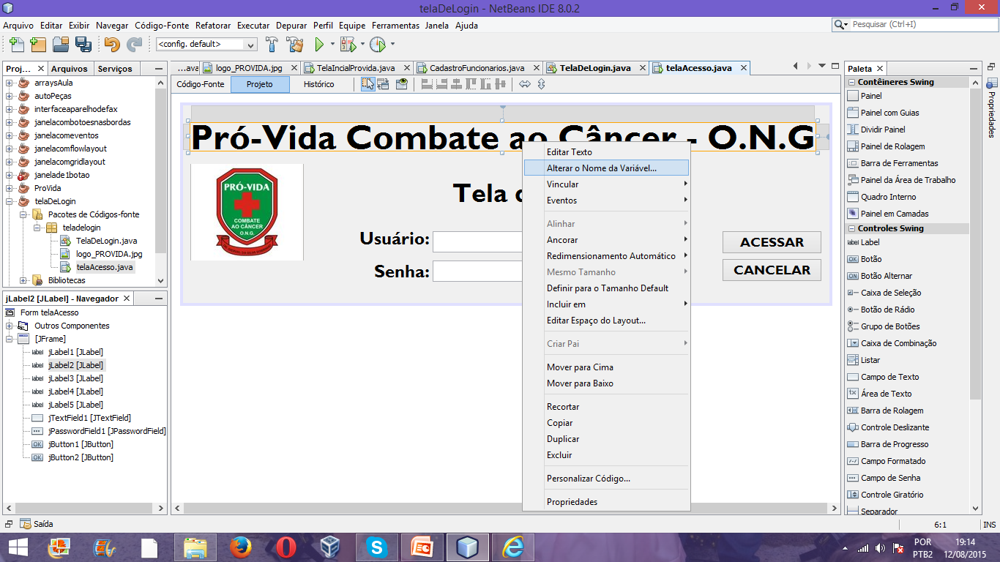 telaDeLogin - NetBeans IDE 8.0.2
Arquivo Editar Exibir Navegar Código-Fonte Refatorar Executar Depurar Perfil Equipe Ferramentas Janela Ajuda
Pesquisar (Ctrl+I)
<config. default>
Proj... Arquivos Serviços
arraysAula
autoPeças
interfaceaparelhodefax
janelacombotoesnasbordas
janelacomeventos
janelacomflowlayout
janelacomgridlayout
janelade1botao
ProVida
telaDeLogin
Pacotes de Códigos-fonte
teladelogin
TelaDeLogin.java
logo_PROVIDA.jpg
telaAcesso.java
Bibliotecas
jLabel2 [JLabel] - Navegador
Form telaAcesso
Outros Componentes
[JFrame]
jLabel1 [JLabel]
jLabel2 [JLabel]
jLabel3 [JLabel]
jLabel4 [JLabel]
jLabel5 [JLabel]
jTextField1 [JTextField]
jPasswordField1 [JPasswordField]
jButton1 [JButton]
jButton2 [JButton]
...ava logo_PROVIDA.jpg TelaIncialProvida.java CadastroFuncionarios.java TelaDeLogin.java telaAcesso.java
Código-Fonte Projeto Histórico
Pró-Vida Combate ao Câncer - O.N.G
PRÓ-VIDA
COMBATE
AO CÂNCER
O.N.G.
Tela
Usuário:
Senha:
ACESSAR
CANCELAR
Editar Texto
Alterar o Nome da Variável...
Vincular
Eventos
Alinhar
Ancorar
Redimensionamento Automático
Mesmo Tamanho
Definir para o Tamanho Default
Incluir em
Editar Espaço do Layout...
Criar Pai
Mover para Cima
Mover para Baixo
Recortar
Copiar
Duplicar
Excluir
Personalizar Código...
Propriedades
Paleta
Contêineres Swing
Painel
Painel com Guias
Dividir Painel
Painel de Rolagem
Barra de Ferramentas
Painel da Área de Trabalho
Quadro Interno
Painel em Camadas
Controles Swing
label Label
OK Botão
ON Botão Alternar
Caixa de Seleção
Botão de Rádio
Grupo de Botões
Caixa de Combinação
Listar
Campo de Texto
Área de Texto
Barra de Rolagem
Controle Deslizante
Barra de Progresso
Campo Formatado
Campo de Senha
Controle Giratório
Separador
Propriedades
Saída
6:1 INS
POR
PTB2
19:14
12/08/2015